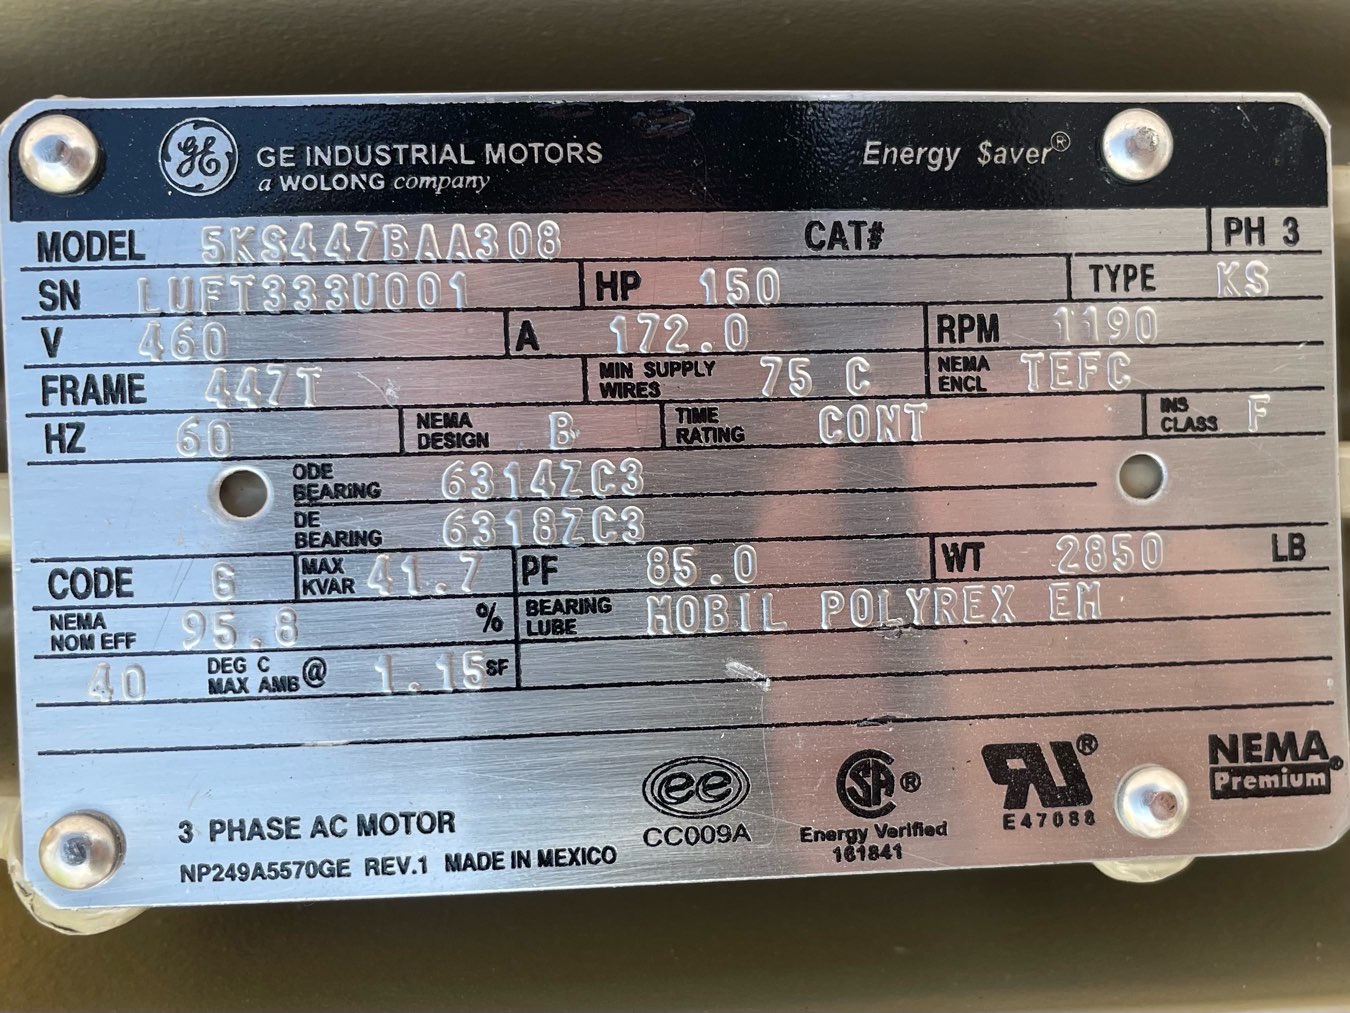 GE GE INDUSTRIAL MOTORS Energy $aver®
a WOLONG company
MODEL 5KS447BAA308 CAT# PH 3
SN LUFT333U001 HP 150 TYPE KS
V 460 A 172.0 RPM 1190
FRAME 447T MIN SUPPLY WIRES 75 C NEMA ENCL TEFC
HZ 60 NEMA DESIGN B TIME RATING CONT INS CLASS F
ODE BEARING 6314ZC3
DE BEARING 6318ZC3
CODE G MAX KVAR 41.7 PF 85.0 WT 2850 LB
NEMA NOM EFF 95.8 % BEARING LUBE MOBIL POLYREX EM
40 DEG C MAX AMB @ 1.15 SF
3 PHASE AC MOTOR
NP249A5570GE REV.1 MADE IN MEXICO
ee
CC009A
SA ®
Energy Verified
161841
RU ®
E47088
NEMA
Premium ®